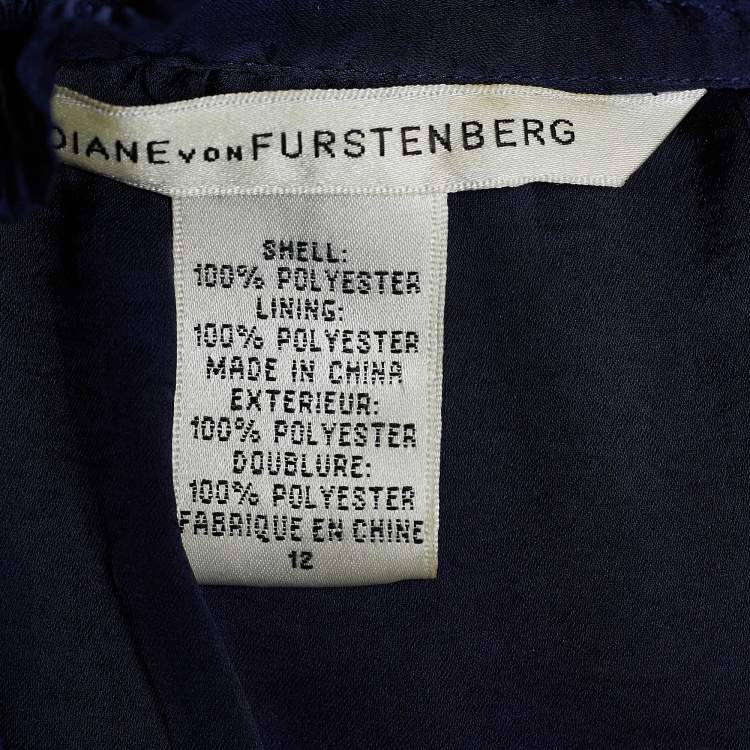 DIANE VON FURSTENBERG
SHELL:
100% POLYESTER
LINING:
100% POLYESTER
MADE IN CHINA
EXTERIEUR:
100% POLYESTER
DOUBLURE:
100% POLYESTER
FABRIQUE EN CHINE
12